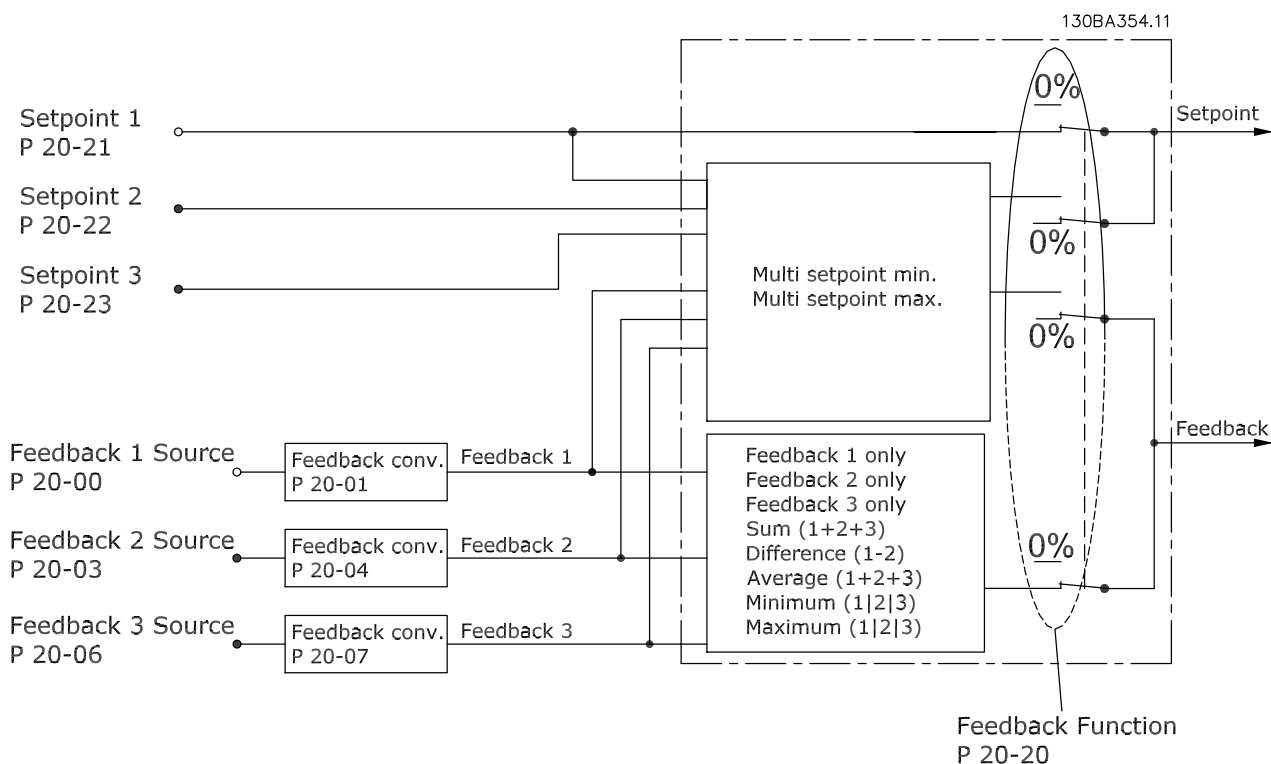 130BA354.11
0%
Setpoint 1
P 20-21
Setpoint
Setpoint 2
P 20-22
0%
Setpoint 3
P 20-23
Multi setpoint min.
Multi setpoint max.
0%
Feedback
Feedback 1 Source
P 20-00
Feedback conv.
P 20-01
Feedback 1
Feedback 2 Source
P 20-03
Feedback conv.
P 20-04
Feedback 2
Feedback 3 Source
P 20-06
Feedback conv.
P 20-07
Feedback 3
Feedback 1 only
Feedback 2 only
Feedback 3 only
Sum (1+2+3)
Difference (1-2)
Average (1+2+3)
Minimum (1|2|3)
Maximum (1|2|3)
0%
Feedback Function
P 20-20